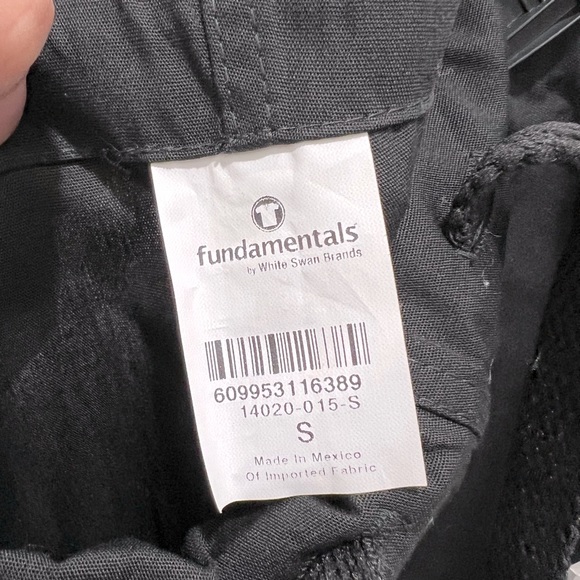 fundamentals
by White Swan Brands
609953116389
14020-015-S
S
Made In Mexico
Of Imported Fabric